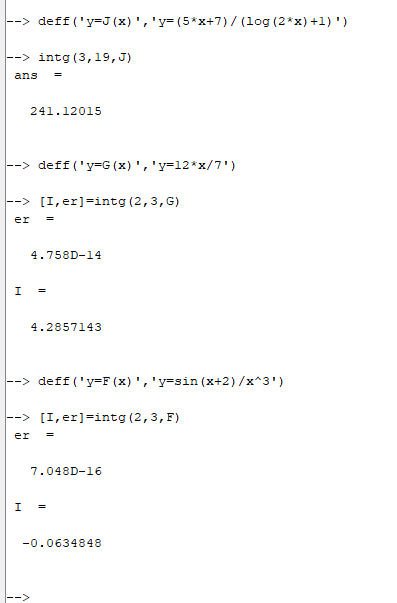 --> deff('y=J(x)','y=(5*x+7)/(log(2*x)+1)')
--> intg(3,19,J)
ans  =
241.12015
--> deff('y=G(x)','y=12*x/7')
--> [I,er]=intg(2,3,G)
er  =
4.758D-14
I  =
4.2857143
--> deff('y=F(x)','y=sin(x+2)/x^3')
--> [I,er]=intg(2,3,F)
er  =
7.048D-16
I  =
-0.0634848
-->